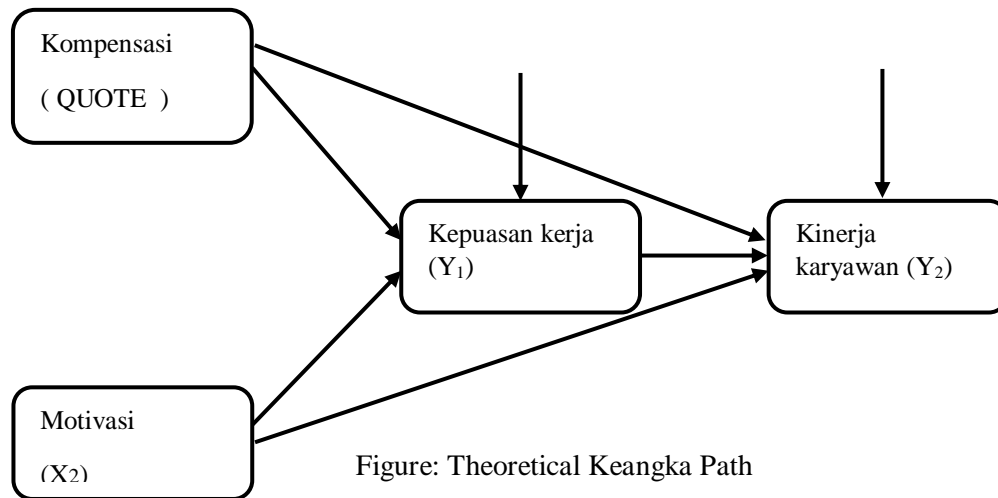 Kompensasi
( QUOTE )
Kepuasan kerja
(Y₁)
Kinerja
karyawan (Y₂)
Motivasi
(X2)
Figure: Theoretical Keangka Path